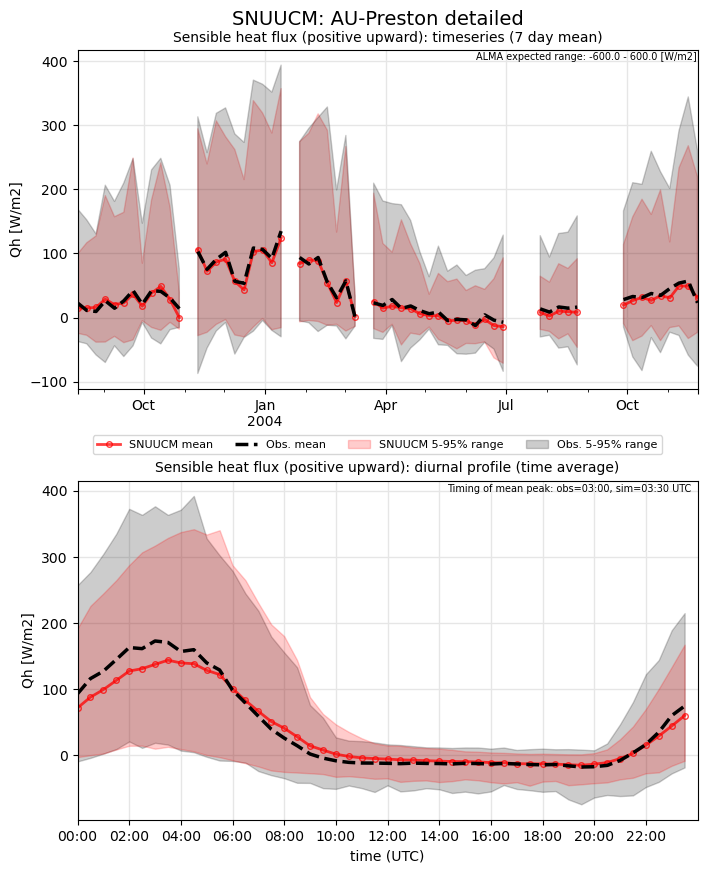 SNUUCM: AU-Preston detailed
Sensible heat flux (positive upward): timeseries (7 day mean)
ALMA expected range: -600.0 - 600.0 [W/m2]
400
300
200
100
0
−100
Qh [W/m2]
Oct
Jan
2004
Apr
Jul
Oct
SNUUCM mean
Obs. mean
SNUUCM 5-95% range
Obs. 5-95% range
Sensible heat flux (positive upward): diurnal profile (time average)
Timing of mean peak: obs=03:00, sim=03:30 UTC
400
300
200
100
0
Qh [W/m2]
00:00 02:00 04:00 06:00 08:00 10:00 12:00 14:00 16:00 18:00 20:00 22:00
time (UTC)